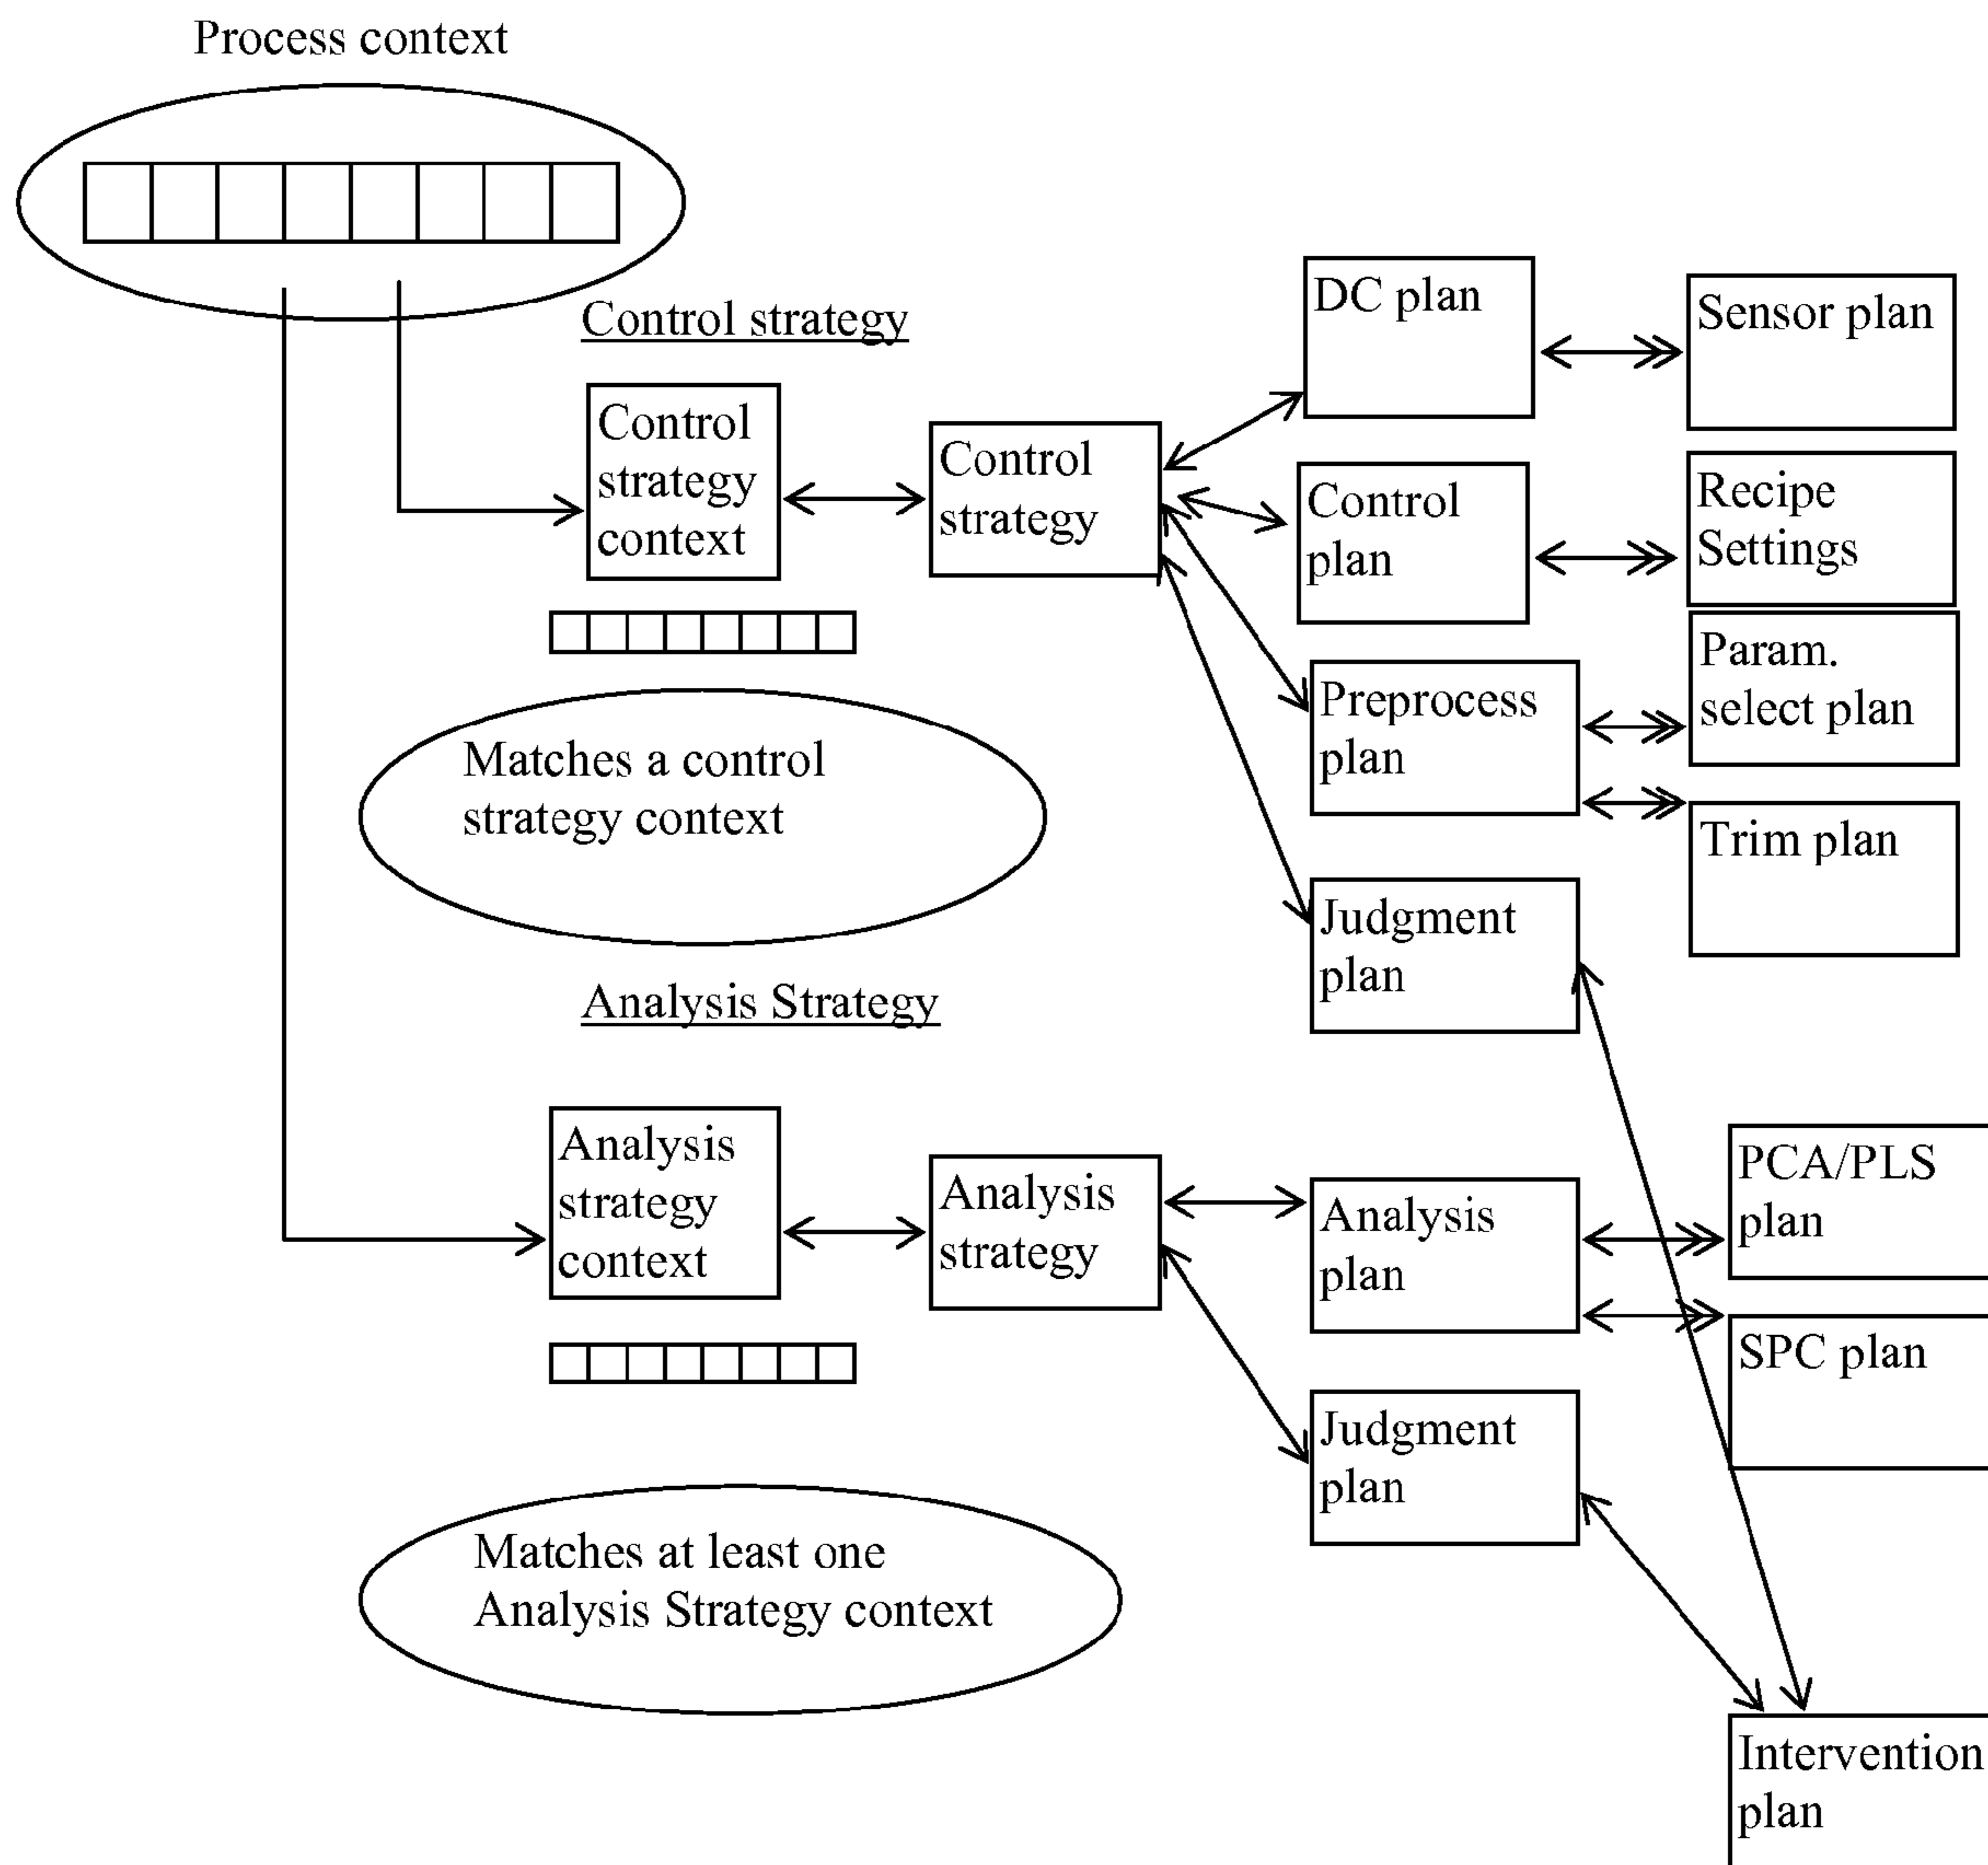 Process context
Control strategy
Control
strategy
context
Control
strategy
DC plan
Sensor plan
Control
plan
Recipe
Settings
Preprocess
plan
Param.
select plan
Trim plan
Judgment
plan
Matches a control
strategy context
Analysis Strategy
Analysis
strategy
context
Analysis
strategy
Analysis
plan
PCA/PLS
plan
SPC plan
Judgment
plan
Matches at least one
Analysis Strategy context
Intervention
plan